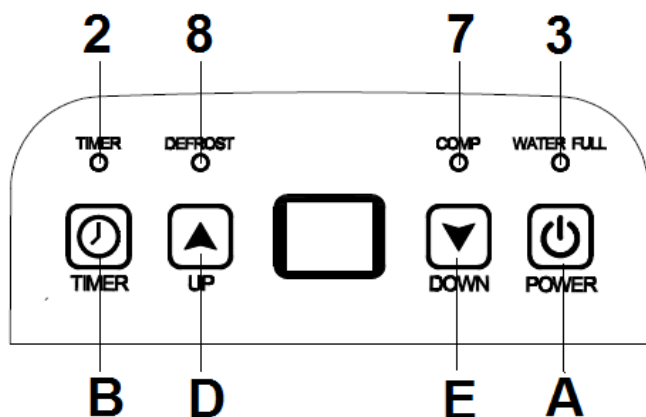 2 8 7 3
TIMER DEFROST COMP WATER FULL
TIMER UP DOWN POWER
B D E A